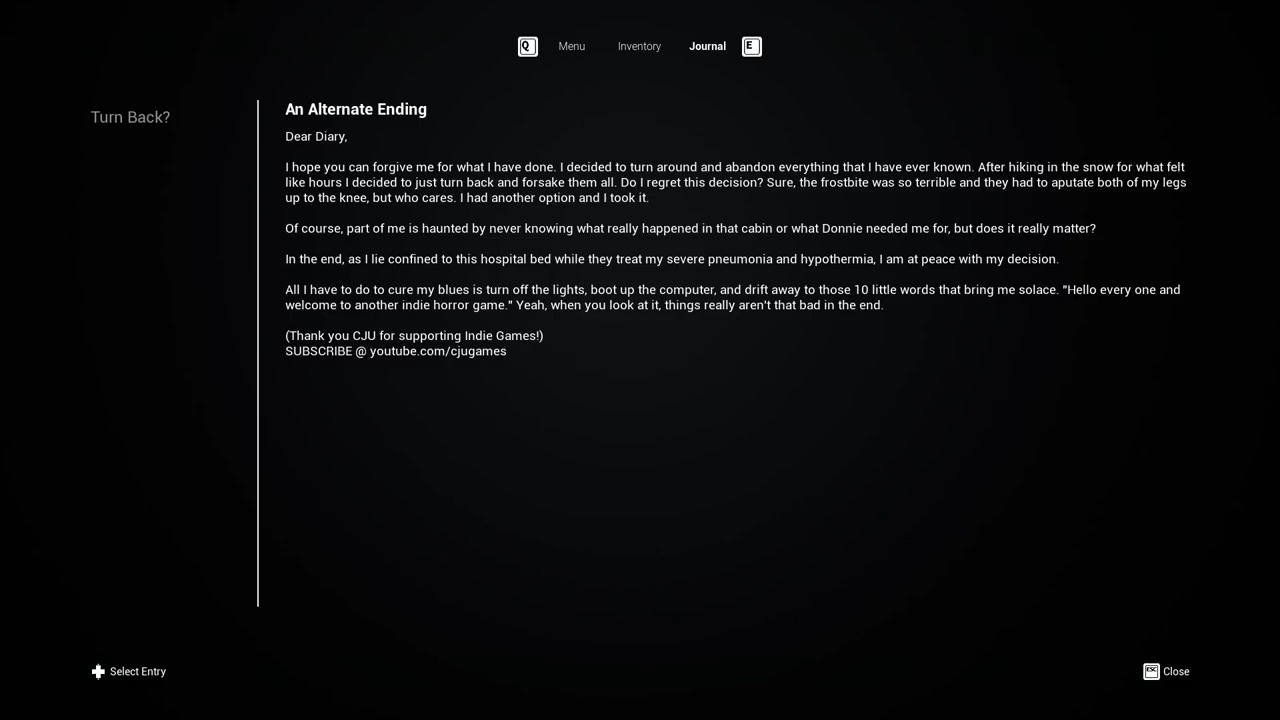 Q Menu Inventory Journal E
Turn Back?
An Alternate Ending
Dear Diary,
I hope you can forgive me for what I have done. I decided to turn around and abandon everything that I have ever known. After hiking in the snow for what felt
like hours I decided to just turn back and forsake them all. Do I regret this decision? Sure, the frostbite was so terrible and they had to aputate both of my legs
up to the knee, but who cares. I had another option and I took it.
Of course, part of me is haunted by never knowing what really happened in that cabin or what Donnie needed me for, but does it really matter?
In the end, as I lie confined to this hospital bed while they treat my severe pneumonia and hypothermia, I am at peace with my decision.
All I have to do to cure my blues is turn off the lights, boot up the computer, and drift away to those 10 little words that bring me solace. "Hello every one and
welcome to another indie horror game." Yeah, when you look at it, things really aren't that bad in the end.
(Thank you CJU for supporting Indie Games!)
SUBSCRIBE @ youtube.com/cjugames
Select Entry
ESC Close